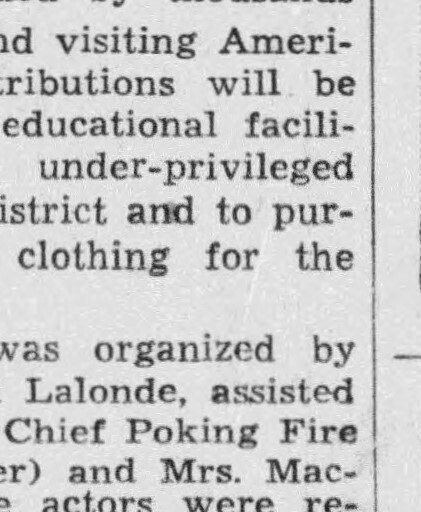 by thousands
nd visiting Ameri-
tributions will be
educational facili-
under-privileged
istrict and to pur-
clothing for the
was organized by
Lalonde, assisted
Chief Poking Fire
er) and Mrs. Mac-
e actors were re-